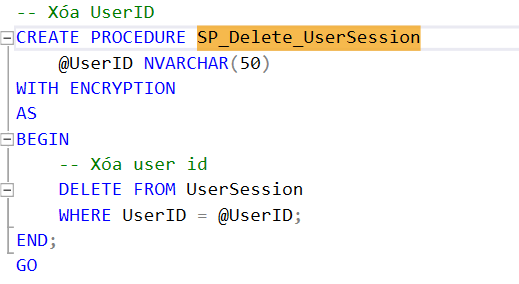 -- Xóa UserID
CREATE PROCEDURE SP_Delete_UserSession
    @UserID NVARCHAR(50)
WITH ENCRYPTION
AS
BEGIN
    -- Xóa user id
    DELETE FROM UserSession
    WHERE UserID = @UserID;
END;
GO